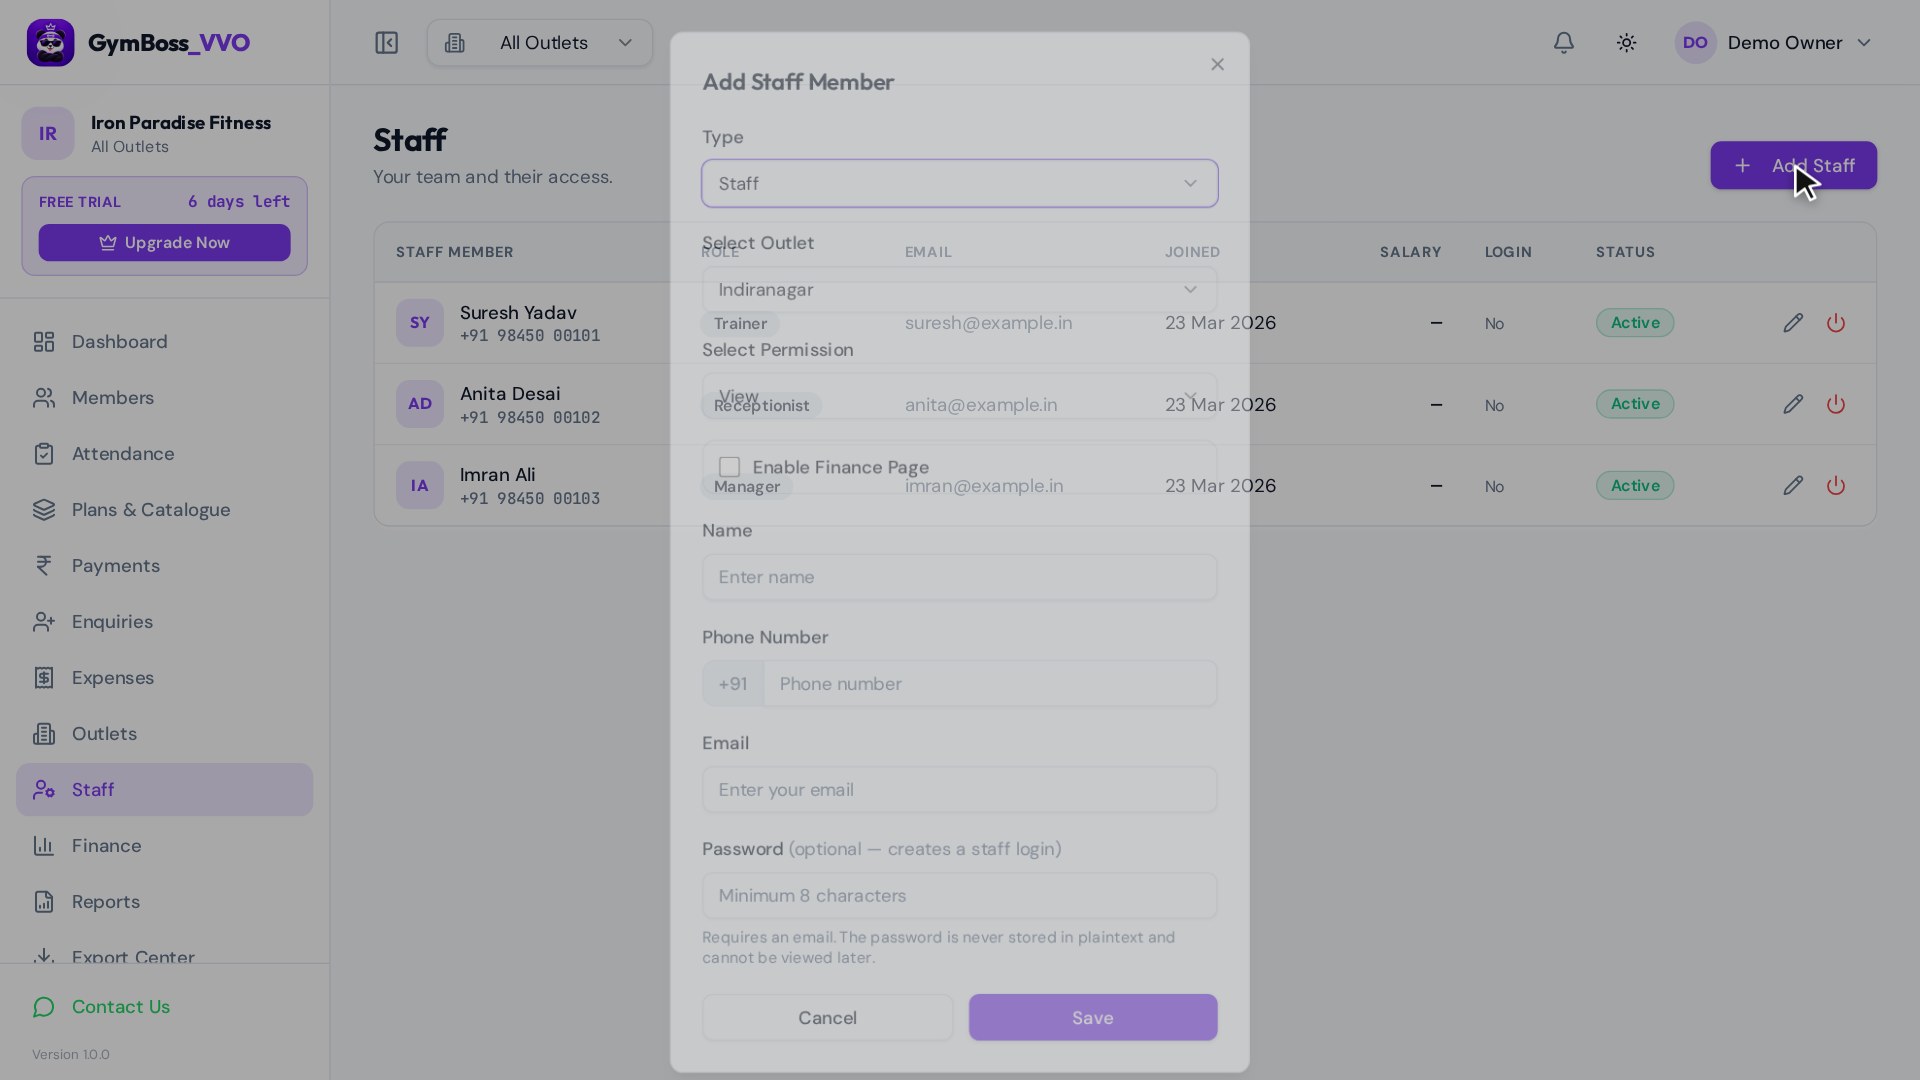 GymBoss_VVO
All Outlets
DO Demo Owner
IR Iron Paradise Fitness
All Outlets
FREE TRIAL 6 days left
Upgrade Now
Dashboard
Members
Attendance
Plans & Catalogue
Payments
Enquiries
Expenses
Outlets
Staff
Finance
Reports
Export Center
Contact Us
Version 1.0.0
Staff
Your team and their access.
Add Staff
STAFF MEMBER ROLE EMAIL JOINED SALARY LOGIN STATUS
SY Suresh Yadav Trainer suresh@example.in 23 Mar 2026 – No Active
+91 98450 00101
AD Anita Desai Receptionist anita@example.in 23 Mar 2026 – No Active
+91 98450 00102
IA Imran Ali Manager imran@example.in 23 Mar 2026 – No Active
+91 98450 00103
Add Staff Member
Type
Staff
Select Outlet
Indiranagar
Select Permission
View
Enable Finance Page
Name
Enter name
Phone Number
+91 Phone number
Email
Enter your email
Password (optional — creates a staff login)
Minimum 8 characters
Requires an email. The password is never stored in plaintext and
cannot be viewed later.
Cancel Save